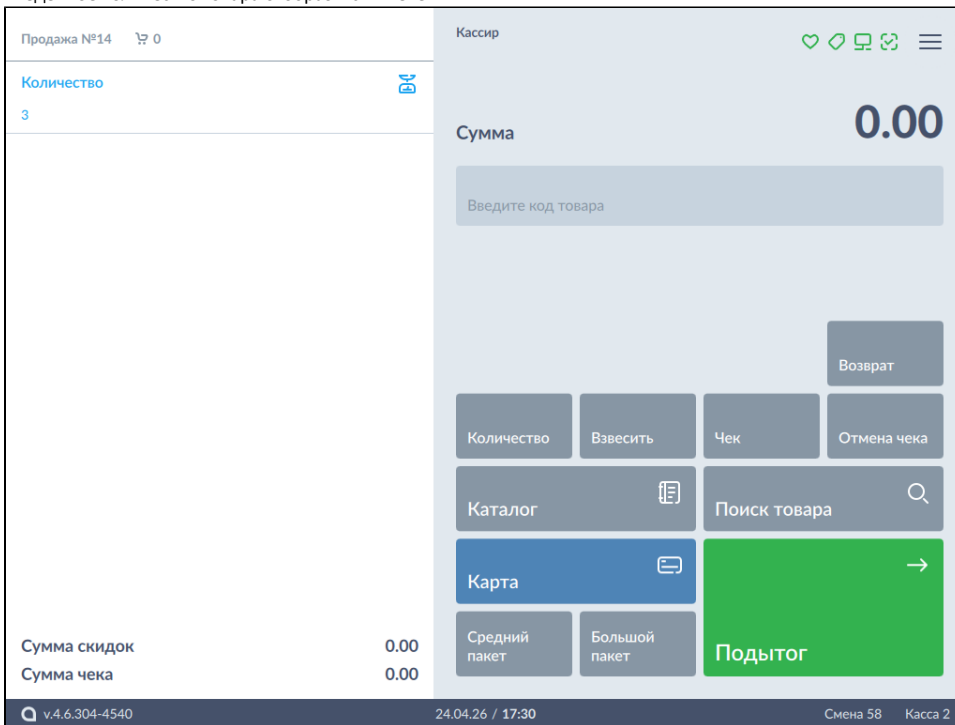 Продажа №14 0
Количество
3
Сумма скидок 0.00
Сумма чека 0.00
Кассир
Сумма 0.00
Введите код товара
Возврат
Количество Взвесить Чек Отмена чека
Каталог Поиск товара
Карта
Средний пакет
Большой пакет
Подытог
v.4.6.304-4540 24.04.26 / 17:30 Смена 58 Касса 2